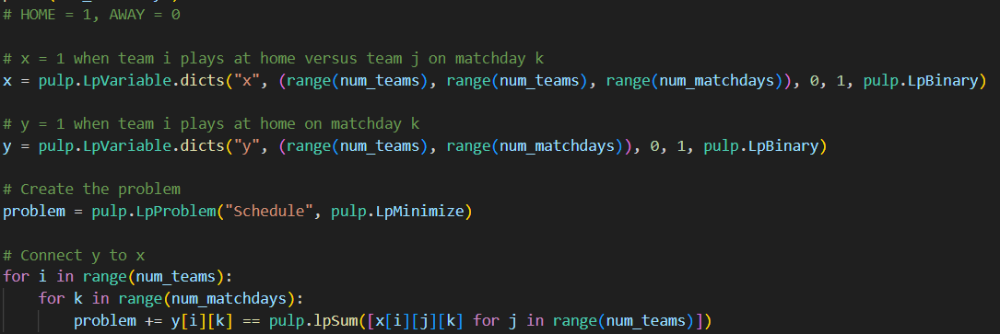 # HOME = 1, AWAY = 0
# x = 1 when team i plays at home versus team j on matchday k
x = pulp.LpVariable.dicts("x", (range(num_teams), range(num_teams), range(num_matchdays)), 0, 1, pulp.LpBinary)
# y = 1 when team i plays at home on matchday k
y = pulp.LpVariable.dicts("y", (range(num_teams), range(num_matchdays)), 0, 1, pulp.LpBinary)
# Create the problem
problem = pulp.LpProblem("Schedule", pulp.LpMinimize)
# Connect y to x
for i in range(num_teams):
    for k in range(num_matchdays):
        problem += y[i][k] == pulp.lpSum([x[i][j][k] for j in range(num_teams)])